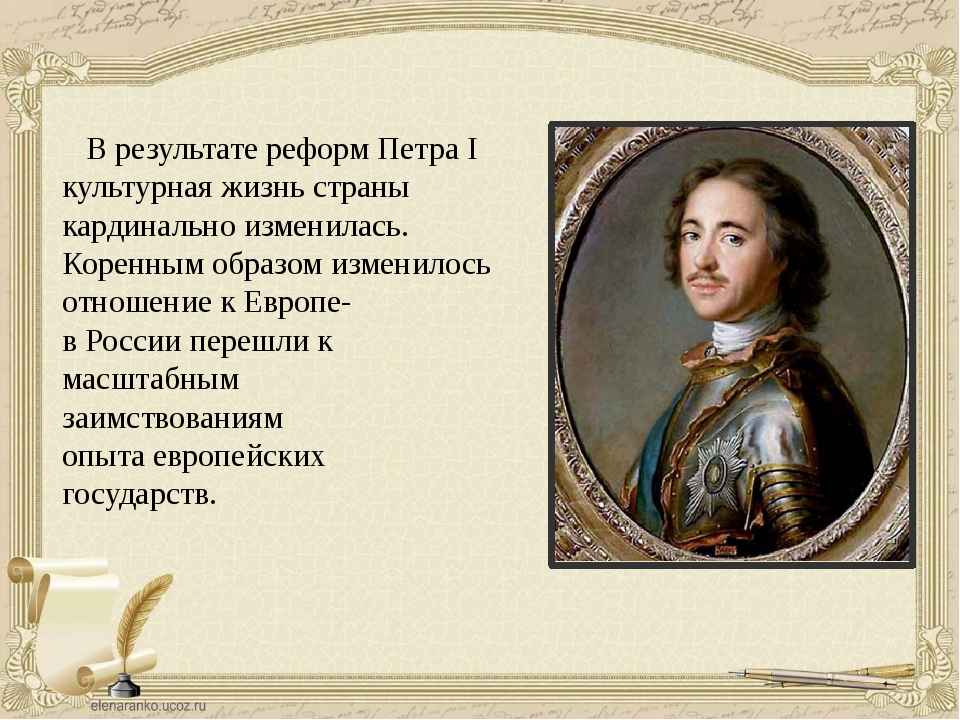 В результате реформ Петра I
культурная жизнь страны
кардинально изменилась.
Коренным образом изменилось
отношение к Европе-
в России перешли к
масштабным
заимствованиям
опыта европейских
государств.
elenaranko.ucoz.ru